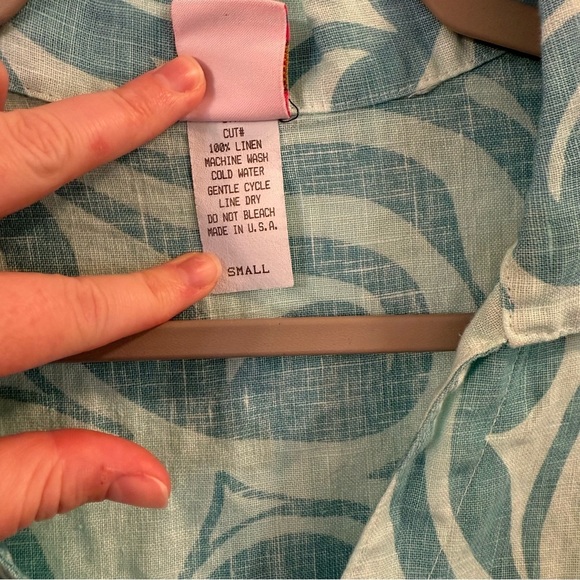 CUT#
100% LINEN
MACHINE WASH
COLD WATER
GENTLE CYCLE
LINE DRY
DO NOT BLEACH
MADE IN U.S.A.
SMALL